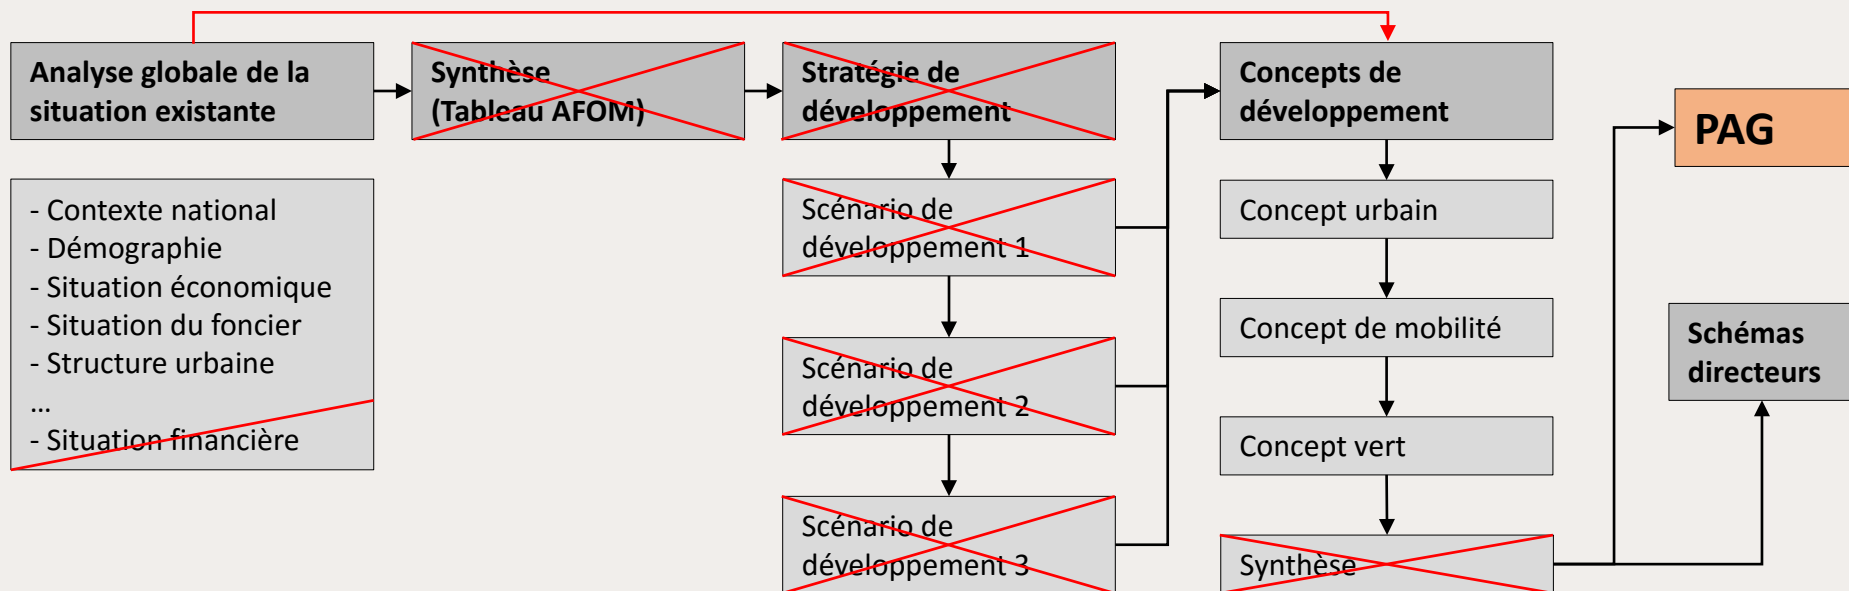 Analyse globale de la
situation existante
- Contexte national
- Démographie
- Situation économique
- Situation du foncier
- Structure urbaine
...
- Situation financière
Synthèse
(Tableau AFOM)
Stratégie de
développement
Scénario de
développement 1
Scénario de
développement 2
Scénario de
développement 3
Concepts de
développement
Concept urbain
Concept de mobilité
Concept vert
Synthèse
PAG
Schémas
directeurs